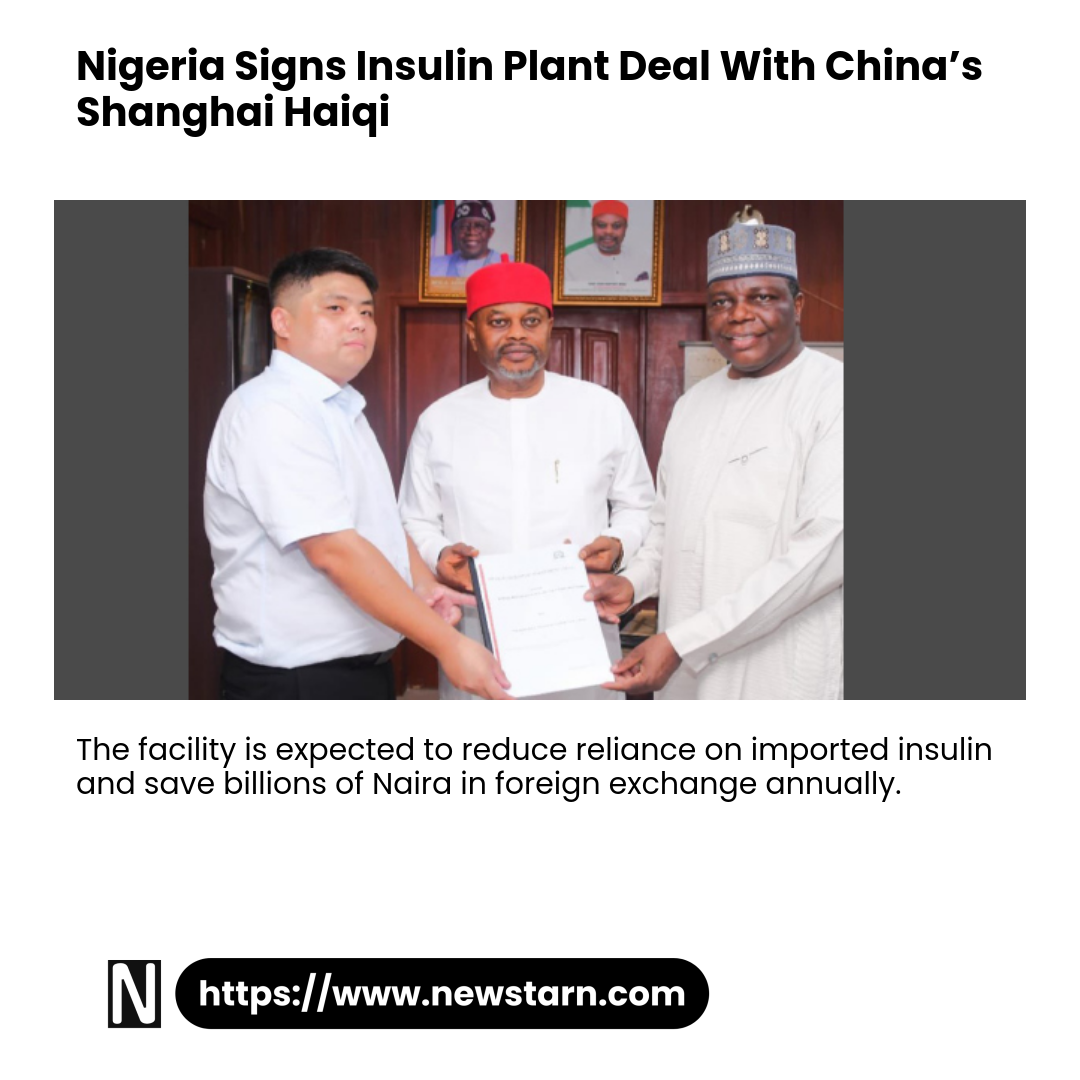 Nigeria Signs Insulin Plant Deal With China’s
Shanghai Haiqi
The facility is expected to reduce reliance on imported insulin
and save billions of Naira in foreign exchange annually.
N
https://www.newstarn.com